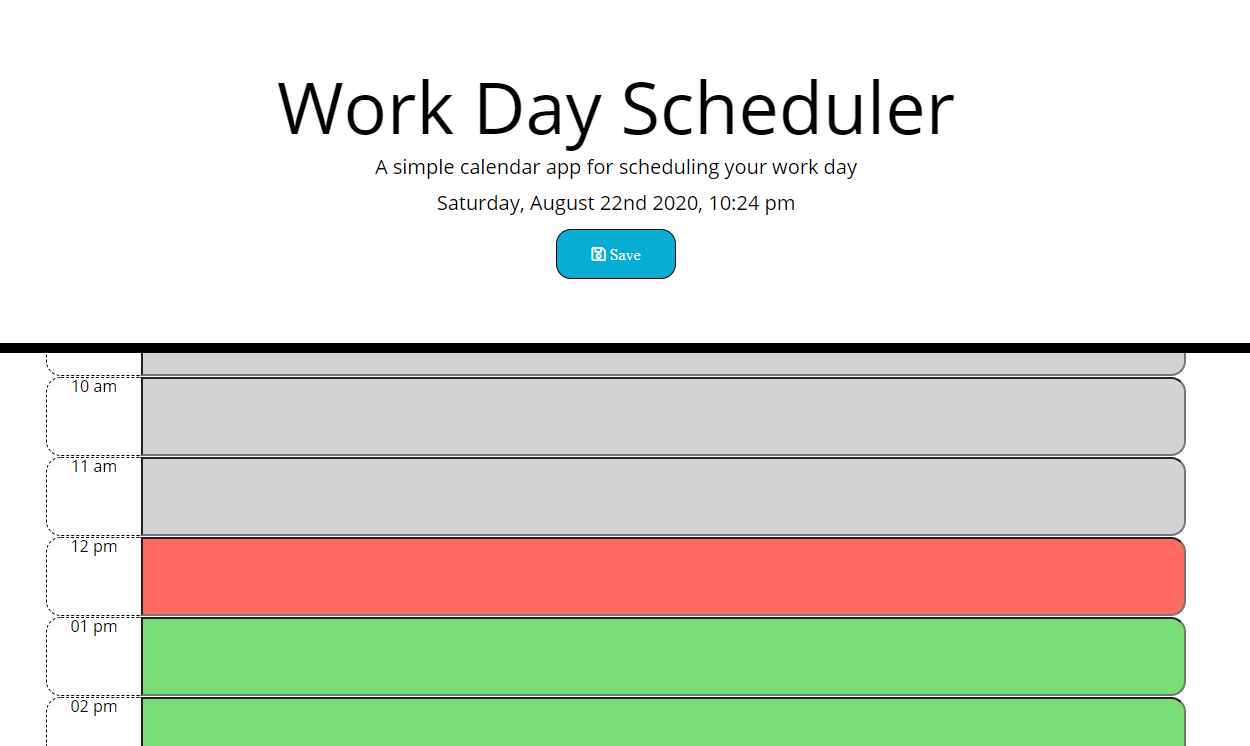 Work Day Scheduler
A simple calendar app for scheduling your work day
Saturday, August 22nd 2020, 10:24 pm
Save
10 am
11 am
12 pm
01 pm
02 pm